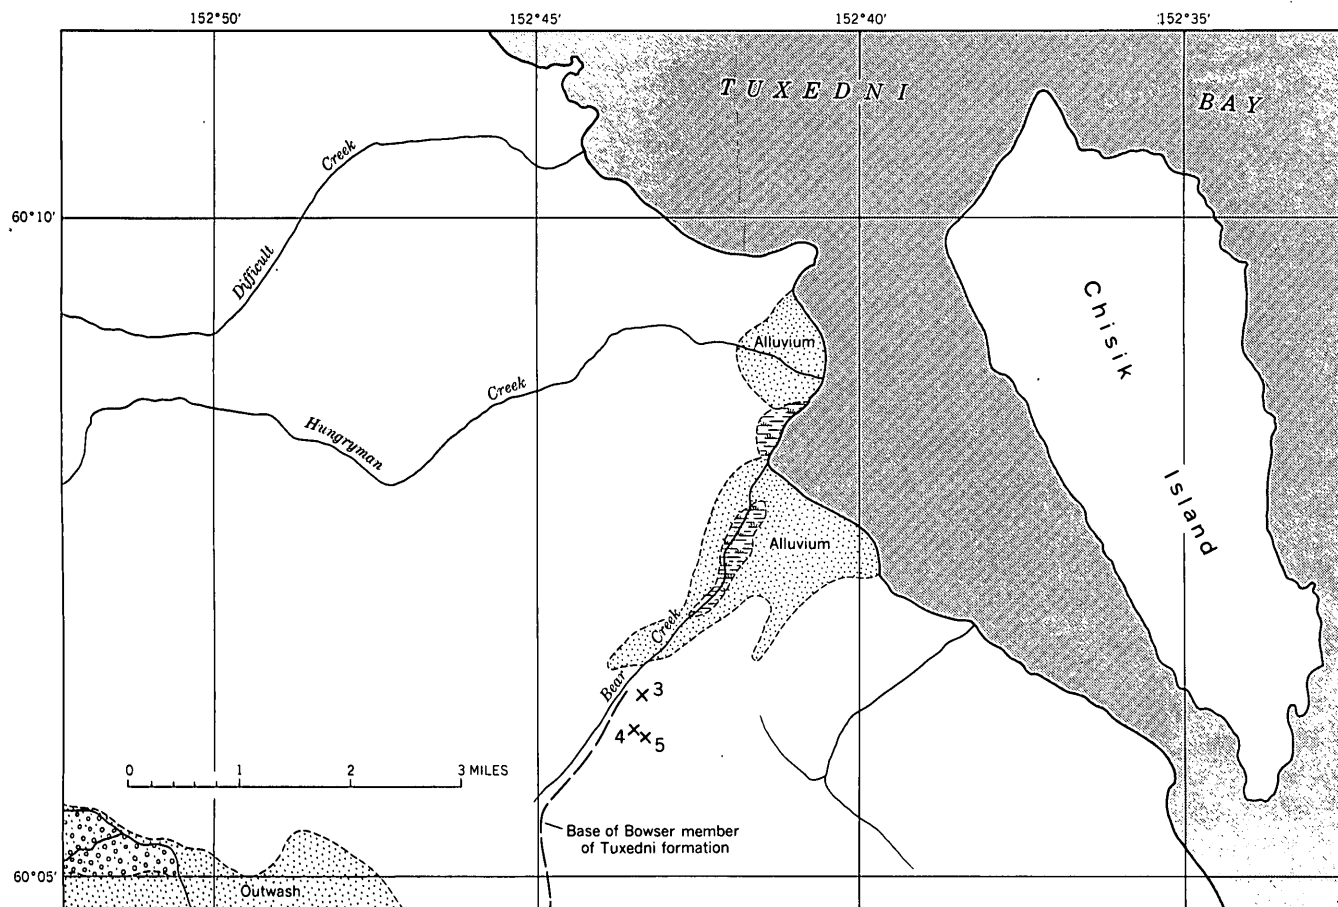 152°50' 152°45' 152°40' 152°35'
TUXEDNI BAY
Creek
60°10'
Difficult
Chisik
Alluvium
Creek
Hungryman
Island
Alluvium
Creek
Bear
3
4 5
0 1 2 3 MILES
Base of Bowser member
of Tuxedni formation
60°05'
Outwash